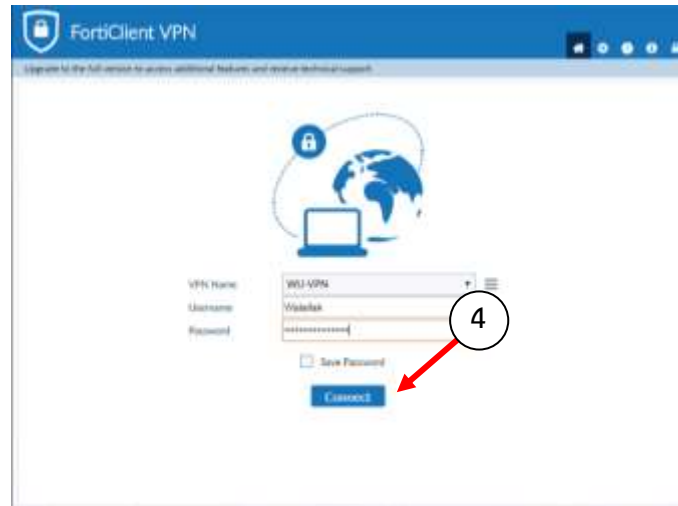 FortiClient VPN
Upgrade to the full version to access additional features and receive technical support.
VPN Name
WU-VPN
Username
Password
4
Save Password
Connect